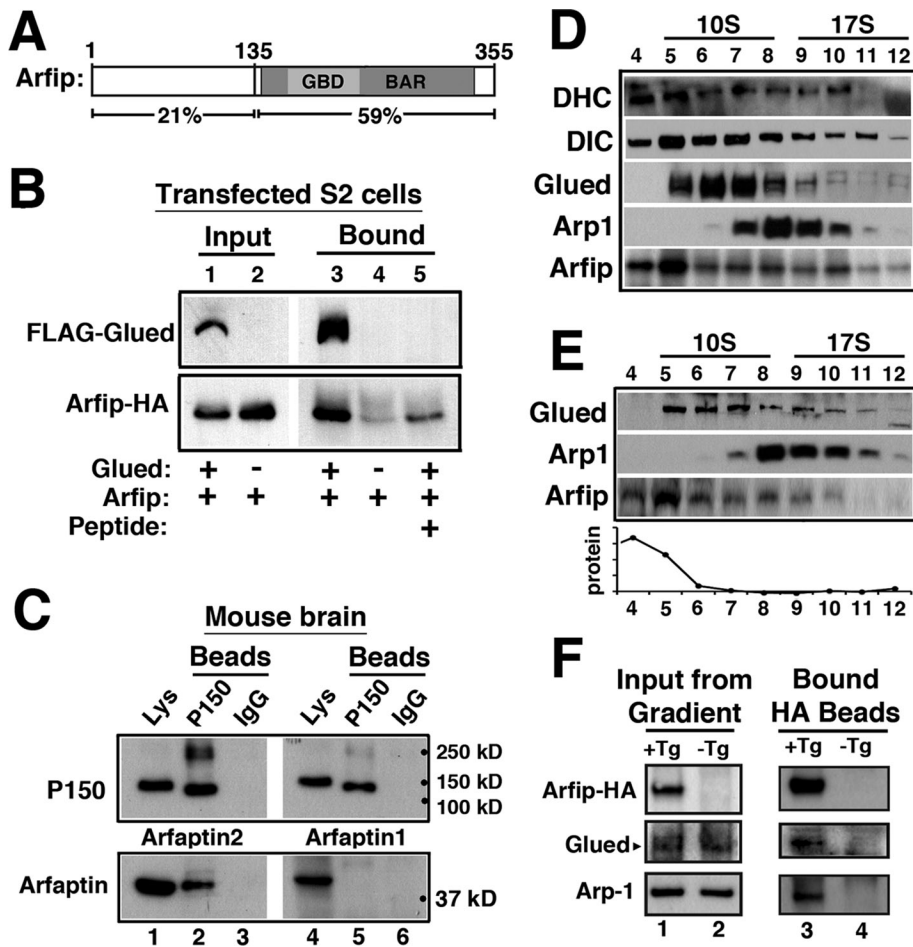 A
1 135 355
Arfip: GBD BAR
21% 59%
B
Transfected S2 cells
Input Bound
1 2 3 4 5
FLAG-Glued
Arfip-HA
Glued: + - + - +
Arfip: + + + + +
Peptide: +
C
Mouse brain
Beads Beads
Lys P150 IgG Lys P150 IgG
250 kD
P150 150 kD
100 kD
Arfaptin2 Arfaptin1
Arfaptin
37 kD
1 2 3 4 5 6
D
10S 17S
4 5 6 7 8 9 10 11 12
DHC
DIC
Glued
Arp1
Arfip
E
10S 17S
4 5 6 7 8 9 10 11 12
Glued
Arp1
Arfip
protein
4 5 6 7 8 9 10 11 12
F
Input from Bound
Gradient HA Beads
+Tg -Tg +Tg -Tg
Arfip-HA
Glued
Arp-1
1 2 3 4